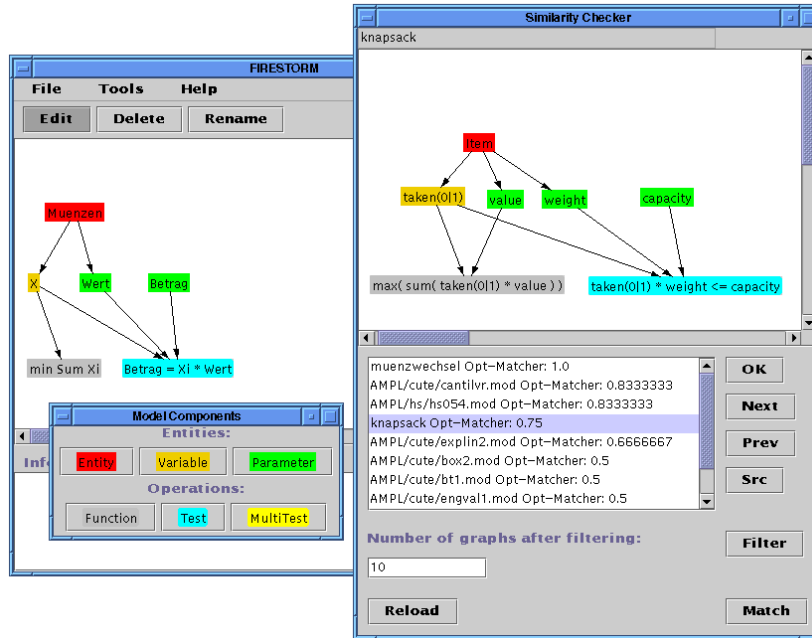 FIRESTORM
File Tools Help
Edit Delete Rename
Muenzen
X Wert Betrag
min Sum Xi Betrag = Xi * Wert
Model Components
Entities:
Entity Variable Parameter
Operations:
Function Test MultiTest
Similarity Checker
knapsack
Item
taken(0|1) value weight capacity
max( sum( taken(0|1) * value ) ) taken(0|1) * weight <= capacity
muenzwechsel Opt-Matcher: 1.0
AMPL/cute/cantilvr.mod Opt-Matcher: 0.8333333
AMPL/hs/hs054.mod Opt-Matcher: 0.8333333
knapsack Opt-Matcher: 0.75
AMPL/cute/explin2.mod Opt-Matcher: 0.6666667
AMPL/cute/box2.mod Opt-Matcher: 0.5
AMPL/cute/bt1.mod Opt-Matcher: 0.5
AMPL/cute/engval1.mod Opt-Matcher: 0.5
OK
Next
Prev
Src
Number of graphs after filtering:
Filter
10
Reload Match